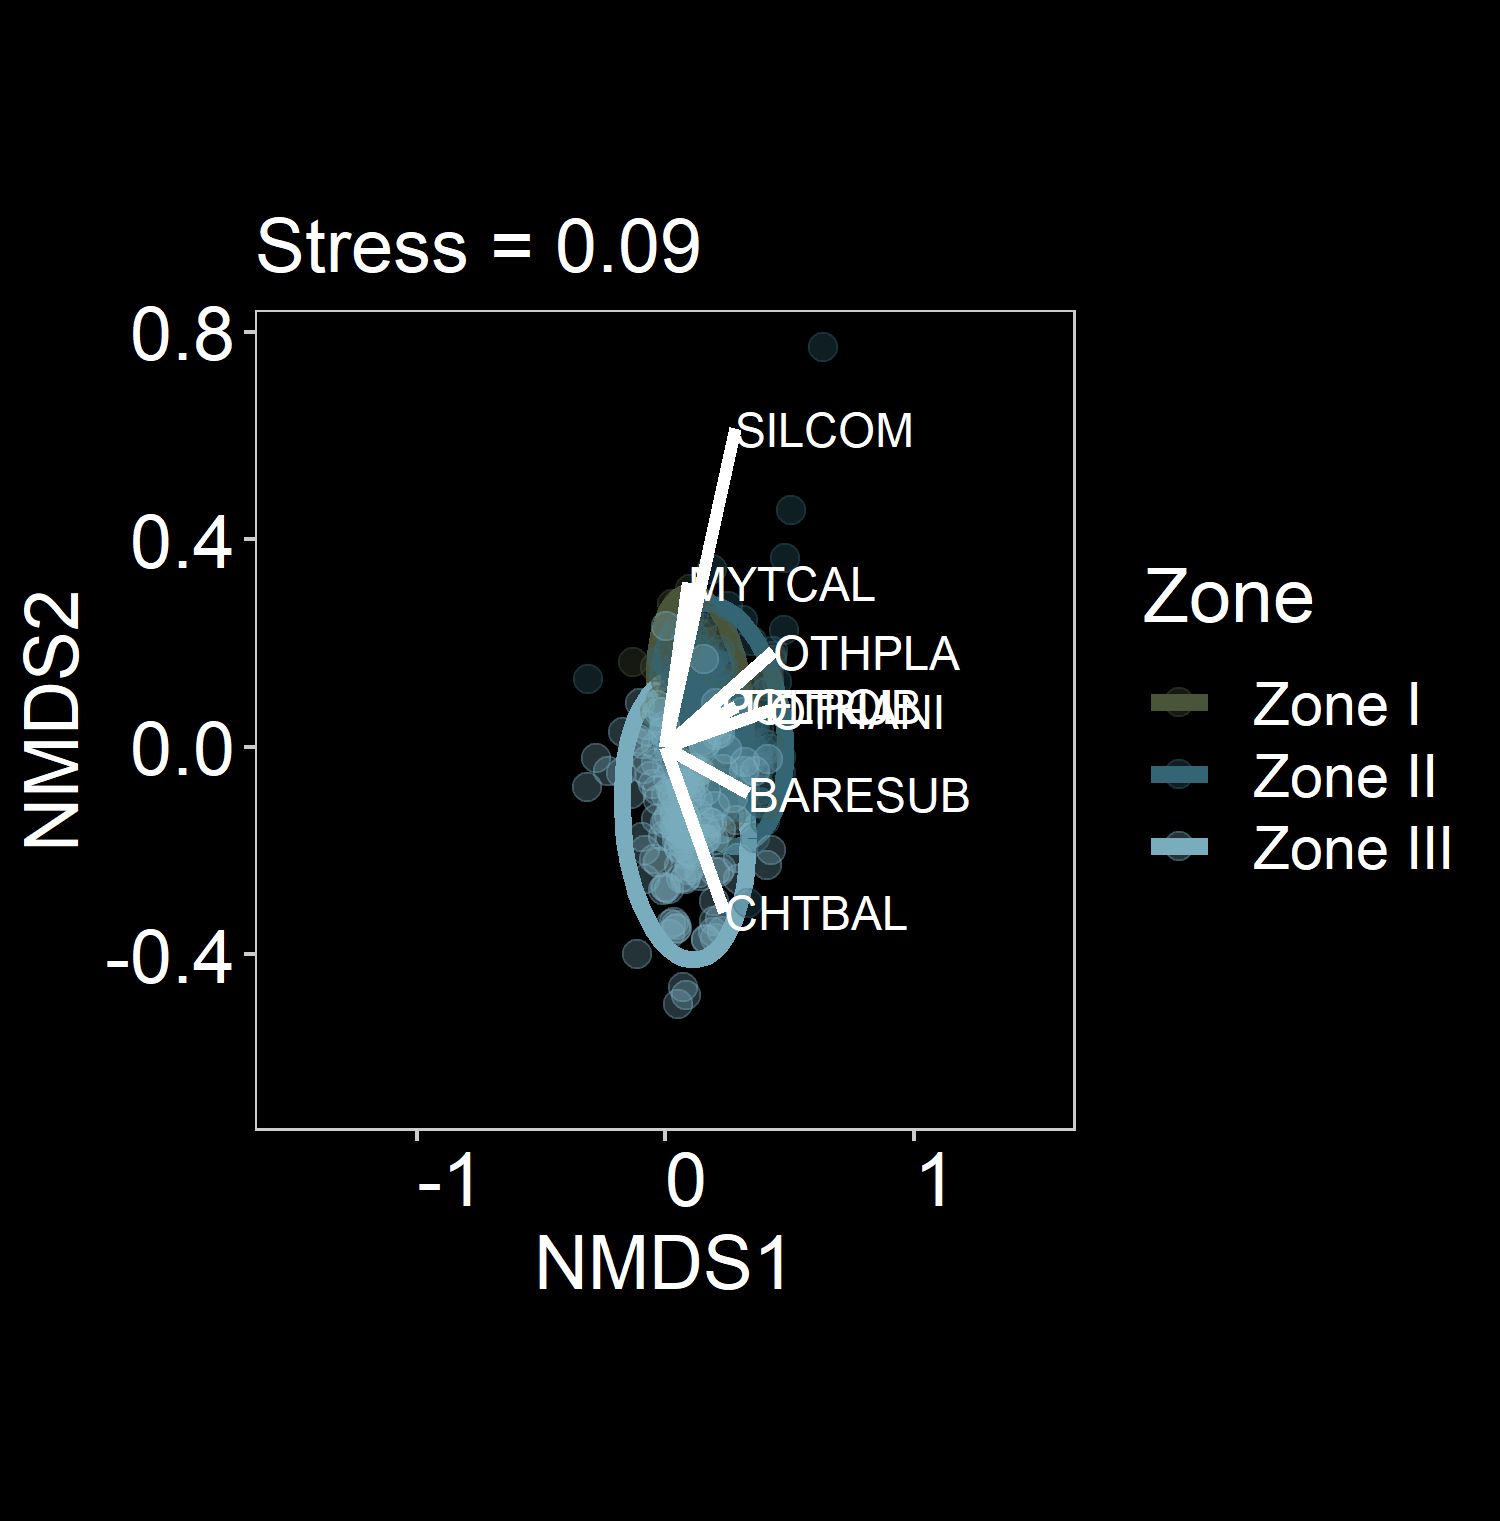 Stress = 0.09
0.8
0.4
0.0
-0.4
NMDS2
SILCOM
MYTCAL
OTHPLA
OTHANI
BARESUB
CHTBAL
-1
0
1
NMDS1
Zone
Zone I
Zone II
Zone III